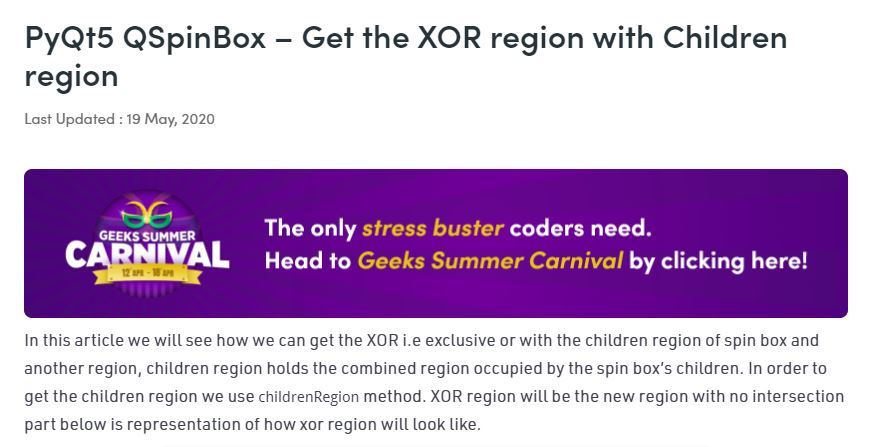 PyQt5 QSpinBox – Get the XOR region with Children
region
Last Updated : 19 May, 2020
GEEKS SUMMER
CARNIVAL
12 APR - 18 APR
The only stress buster coders need.
Head to Geeks Summer Carnival by clicking here!
In this article we will see how we can get the XOR i.e exclusive or with the children region of spin box and
another region, children region holds the combined region occupied by the spin box’s children. In order to
get the children region we use childrenRegion method. XOR region will be the new region with no intersection
part below is representation of how xor region will look like.